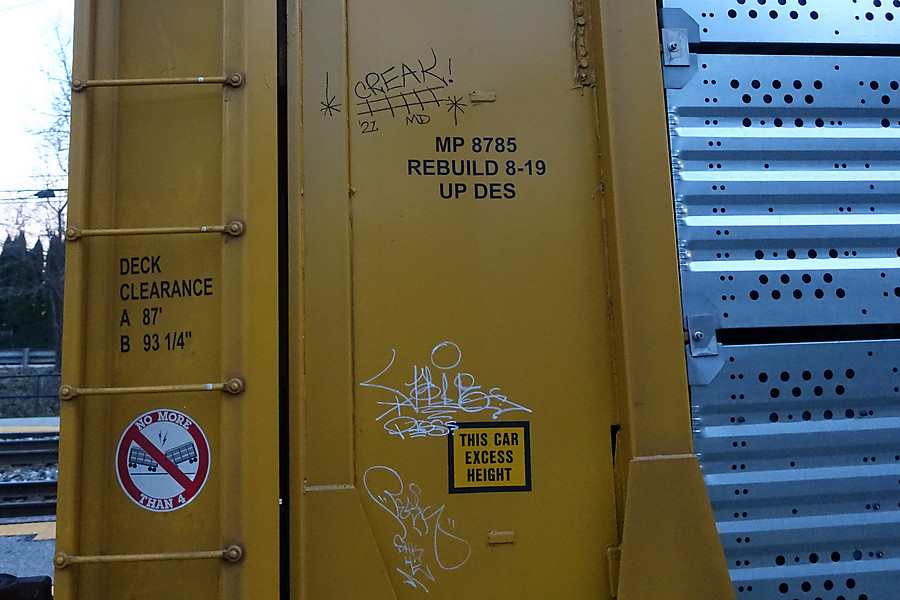 CREAK!
'21 MD
MP 8785
REBUILD 8-19
UP DES
DECK
CLEARANCE
A 87'
B 93 1/4"
NO MORE
THAN 4
THIS CAR
EXCESS
HEIGHT